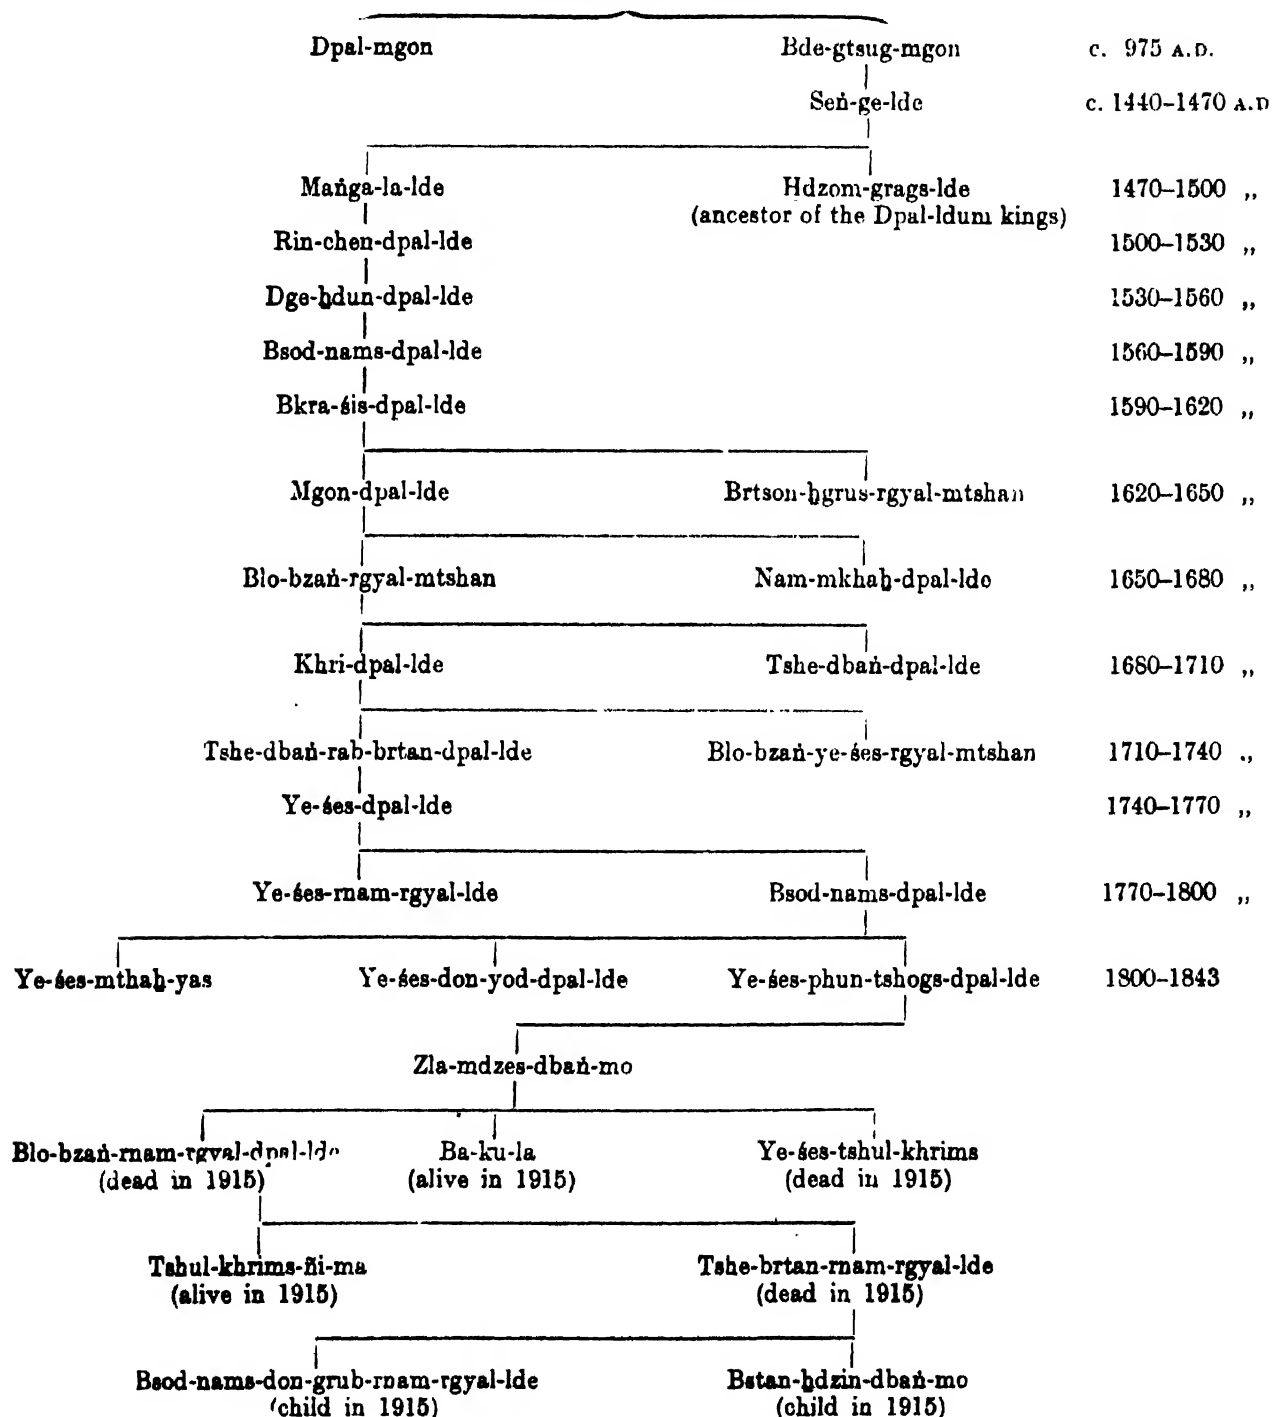 Dpal-mgon Bde-gtsug-mgon c. 975 A.D.
Seṅ-ge-lde c. 1440–1470 A.D
Maṅga-la-lde Hdzom-grags-lde 1470–1500 ,,
(ancestor of the Dpal-ldum kings)
Rin-chen-dpal-lde 1500–1530 ,,
Dge-ẖdun-dpal-lde 1530–1560 ,,
Bsod-nams-dpal-lde 1560–1590 ,,
Bkra-śis-dpal-lde 1590–1620 ,,
Mgon-dpal-lde Brtson-ẖgrus-rgyal-mtshan 1620–1650 ,,
Blo-bzaṅ-rgyal-mtshan Nam-mkhaẖ-dpal-lde 1650–1680 ,,
Khri-dpal-lde Tshe-dbaṅ-dpal-lde 1680–1710 ,,
Tshe-dbaṅ-rab-brtan-dpal-lde Blo-bzaṅ-ye-śes-rgyal-mtshan 1710–1740 ,,
Ye-śes-dpal-lde 1740–1770 ,,
Ye-śes-rnam-rgyal-lde Bsod-nams-dpal-lde 1770–1800 ,,
Ye-śes-mthaẖ-yas Ye-śes-don-yod-dpal-lde Ye-śes-phun-tshogs-dpal-lde 1800–1843
Zla-mdzes-dbaṅ-mo
Blo-bzaṅ-rnam-rgyal-dpal-lde Ba-ku-la Ye-śes-tshul-khrims
(dead in 1915) (alive in 1915) (dead in 1915)
Tshul-khrims-ñi-ma Tshe-brtan-rnam-rgyal-lde
(alive in 1915) (dead in 1915)
Bsod-nams-don-grub-rnam-rgyal-lde Bstan-ẖdzin-dbaṅ-mo
(child in 1915) (child in 1915)